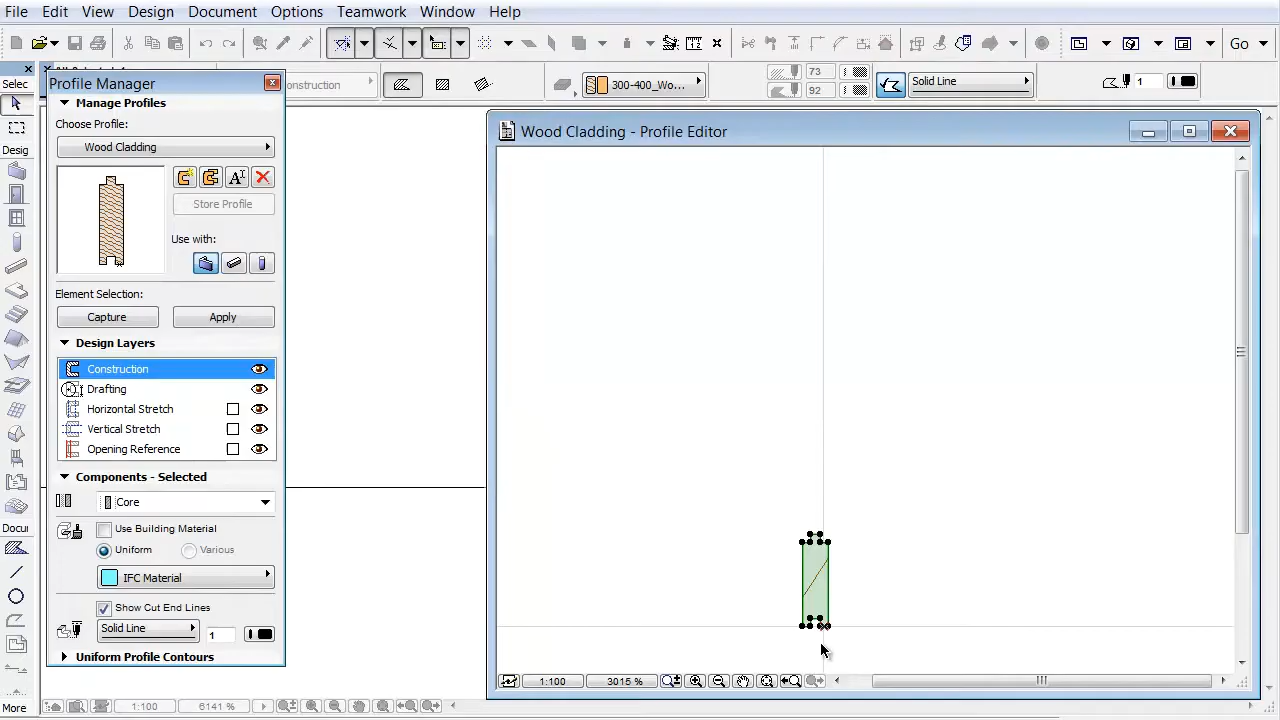 File Edit View Design Document Options Teamwork Window Help
Selec
Profile Manager
onstruction
300-400_Wo...
73
92
Solid Line
1
Go
Manage Profiles
Choose Profile:
Wood Cladding
Store Profile
Use with:
Element Selection:
Capture
Apply
Design Layers
Construction
Drafting
Horizontal Stretch
Vertical Stretch
Opening Reference
Components - Selected
Core
Use Building Material
Uniform
Various
IFC Material
Show Cut End Lines
Solid Line
1
Uniform Profile Contours
Desig
Docur
More
1:100
6141 %
Wood Cladding - Profile Editor
1:100
3015 %